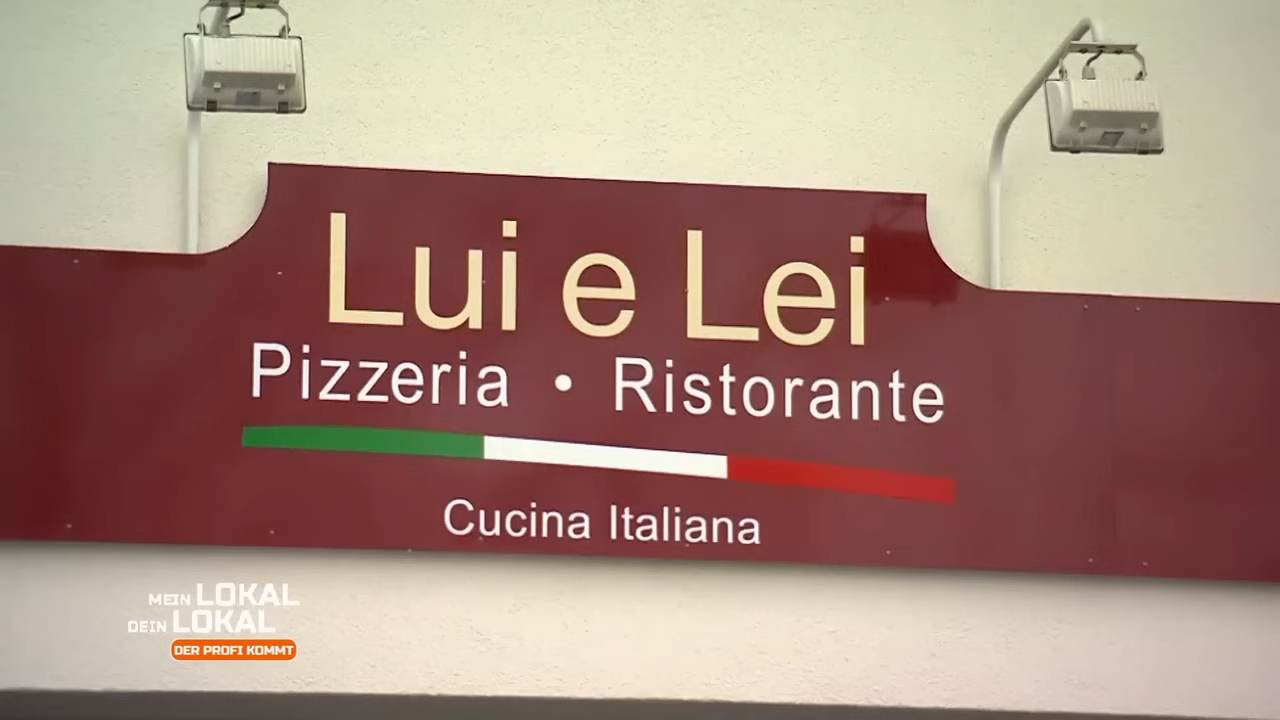 Lui e Lei
Pizzeria • Ristorante
Cucina Italiana
MEIN LOKAL
DEIN LOKAL
DER PROFI KOMMT